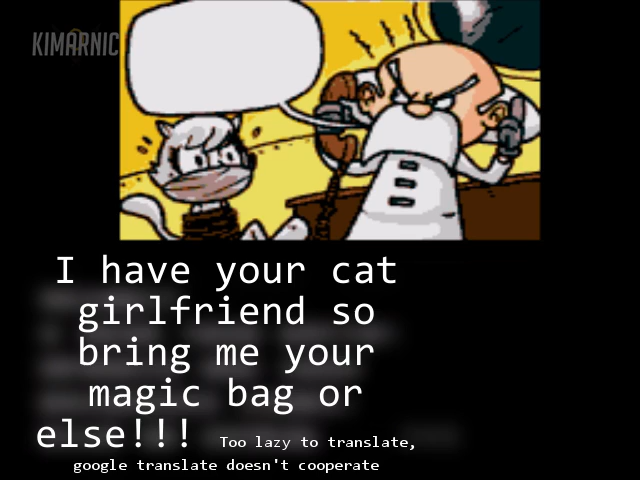 KIMARNIC
I have your cat
girlfriend so
bring me your
magic bag or
else!!! Too lazy to translate,
google translate doesn't cooperate